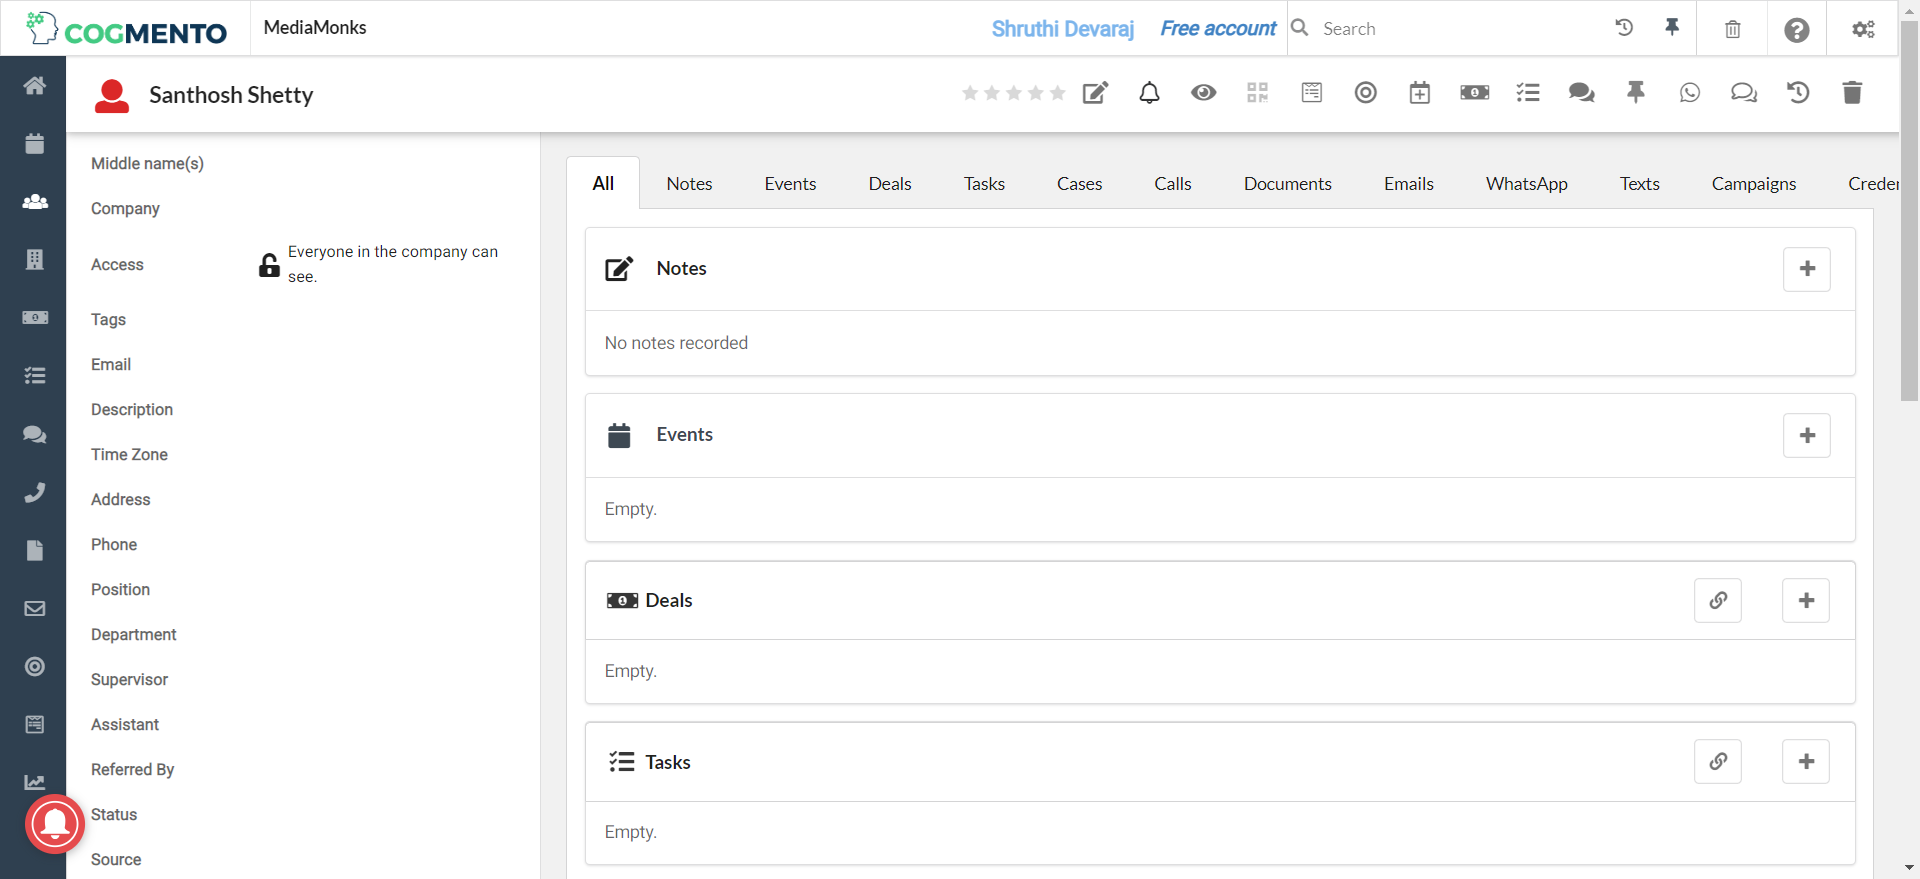 COGMENTO
MediaMonks
Shruthi Devaraj
Free account
Search
Santhosh Shetty
Middle name(s)
Company
Access
Everyone in the company can
see.
Tags
Email
Description
Time Zone
Address
Phone
Position
Department
Supervisor
Assistant
Referred By
Status
Source
All
Notes
Events
Deals
Tasks
Cases
Calls
Documents
Emails
WhatsApp
Texts
Campaigns
Creden
Notes
No notes recorded
Events
Empty.
Deals
Empty.
Tasks
Empty.